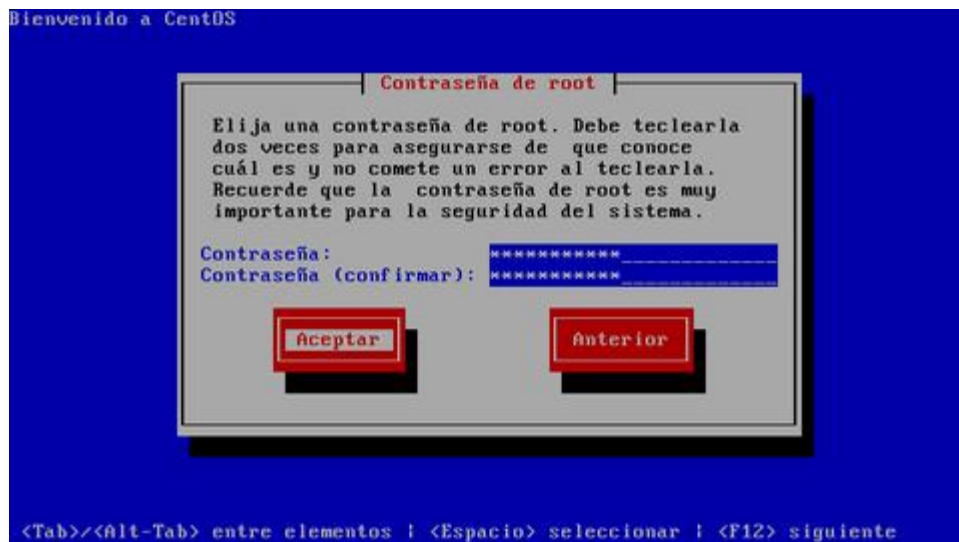 Bienvenido a CentOS
Contraseña de root
Elija una contraseña de root. Debe teclearla
dos veces para asegurarse de  que conoce
cuál es y no comete un error al teclearla.
Recuerde que la  contraseña de root es muy
importante para la seguridad del sistema.
Contraseña: ***********
Contraseña (confirmar): ***********
Aceptar Anterior
<Tab>/<Alt-Tab> entre elementos | <Espacio> seleccionar | <F12> siguiente